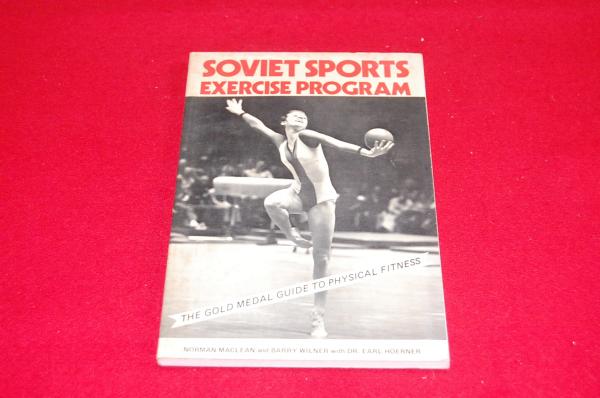 SOVIET SPORTS
EXERCISE PROGRAM
THE GOLD MEDAL GUIDE TO PHYSICAL FITNESS
NORMAN MACLEAN and BARRY WILNER with DR. EARL HOERNER